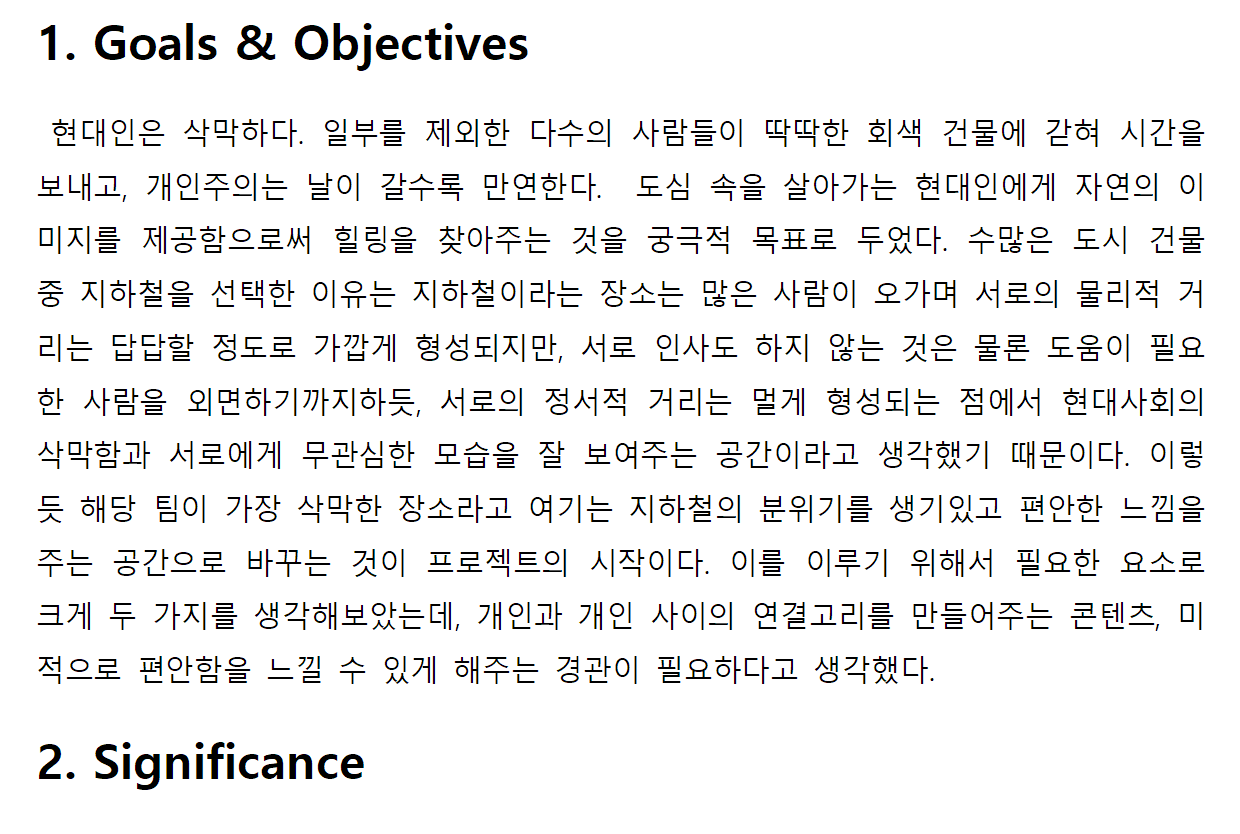 1. Goals & Objectives
현대인은 삭막하다. 일부를 제외한 다수의 사람들이 딱딱한 회색 건물에 갇혀 시간을
보내고, 개인주의는 날이 갈수록 만연한다. 도심 속을 살아가는 현대인에게 자연의 이
미지를 제공함으로써 힐링을 찾아주는 것을 궁극적 목표로 두었다. 수많은 도시 건물
중 지하철을 선택한 이유는 지하철이라는 장소는 많은 사람이 오가며 서로의 물리적 거
리는 답답할 정도로 가깝게 형성되지만, 서로 인사도 하지 않는 것은 물론 도움이 필요
한 사람을 외면하기까지하듯, 서로의 정서적 거리는 멀게 형성되는 점에서 현대사회의
삭막함과 서로에게 무관심한 모습을 잘 보여주는 공간이라고 생각했기 때문이다. 이렇
듯 해당 팀이 가장 삭막한 장소라고 여기는 지하철의 분위기를 생기있고 편안한 느낌을
주는 공간으로 바꾸는 것이 프로젝트의 시작이다. 이를 이루기 위해서 필요한 요소로
크게 두 가지를 생각해보았는데, 개인과 개인 사이의 연결고리를 만들어주는 콘텐츠, 미
적으로 편안함을 느낄 수 있게 해주는 경관이 필요하다고 생각했다.
2. Significance